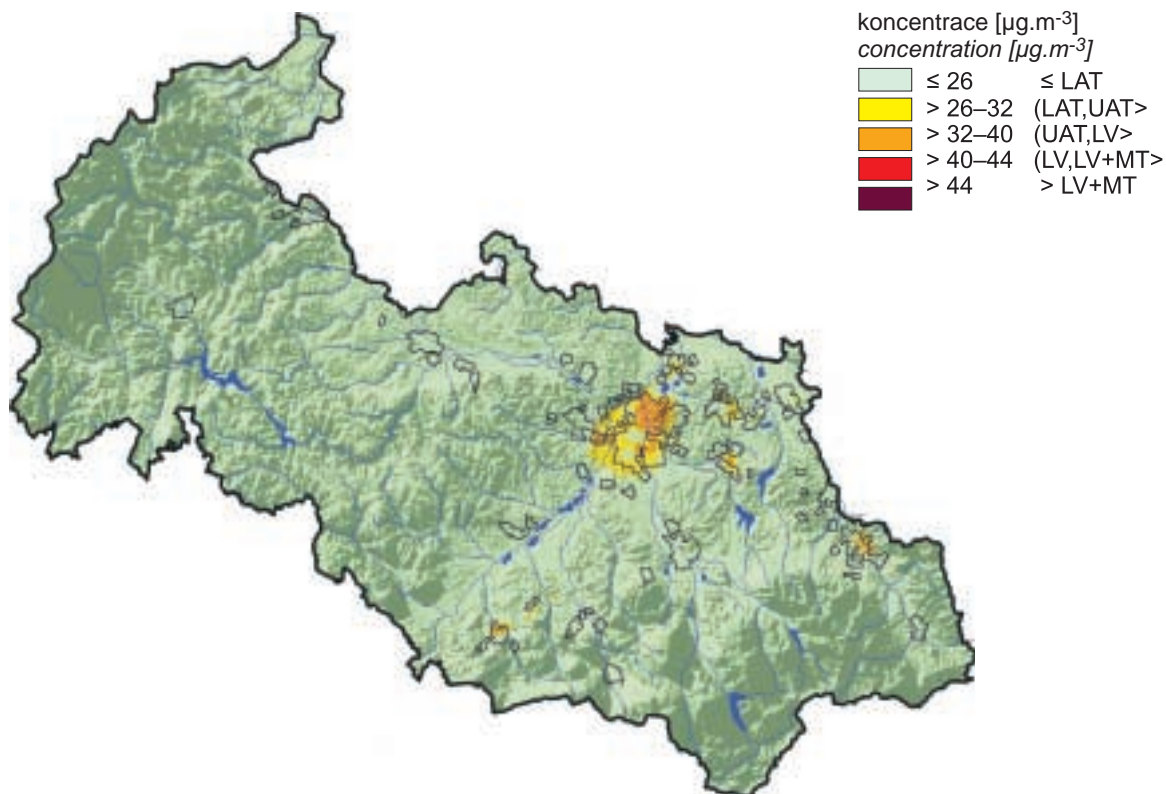 koncentrace [µg.m-3]
concentration [µg.m-3]
≤ 26 ≤ LAT
> 26–32 (LAT,UAT>
> 32–40 (UAT,LV>
> 40–44 (LV,LV+MT>
> 44 > LV+MT